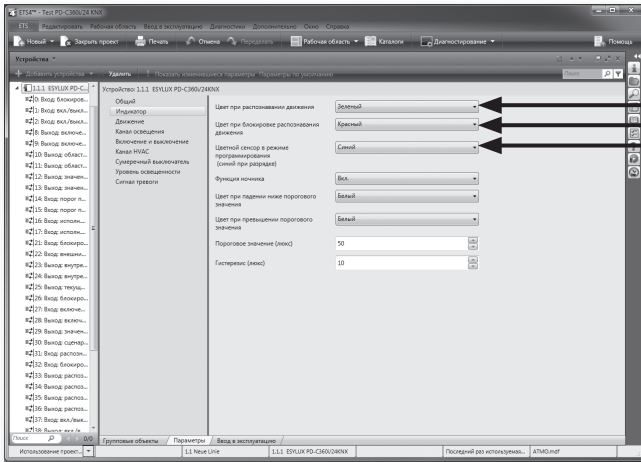 ETS4™ - Test PD-C360i/24 KNX
ETS Редактировать Рабочая область Ввод в эксплуатацию Диагностики Дополнительно Окно Справка
Новый Закрыть проект Печать Отмена Переделать Рабочая область Каталоги Диагностирование Помощь
Устройства
Добавить устройства Удалить Показать изменившиеся параметры Параметры по умолчанию Поиск
1.1.1 ESYLUX PD-C...
0: Вход: блокиров...
1: Вход: вкл./выкл...
2: Вход: вкл./выкл...
8: Выход: включе...
9: Выход: включе...
10: Выход: област...
11: Выход: област...
12: Выход: значен...
13: Выход: значен...
14: Вход: порог п...
15: Вход: порог п...
16: Вход: исполн....
17: Вход: исполн....
21: Вход: блокиро...
22: Вход: внешни...
23: Выход: внутре...
24: Выход: внутре...
25: Выход: текущ...
26: Вход: блокиро...
27: Вход: включе...
28: Выход: включ...
29: Выход: значен...
30: Выход: сценар...
31: Вход: распозн...
32: Вход: блокиро...
33: Выход: распоз...
34: Выход: распоз...
35: Выход: распоз...
36: Выход: распоз...
37: Вход: вкл./вык...
38: Выход: вкл./в...
Поиск 0/0
Устройство: 1.1.1 ESYLUX PD-C360i/24KNX
Общий
Индикатор
Движение
Канал освещения
Включение и выключение
Канал HVAC
Сумеречный выключатель
Уровень освещенности
Сигнал тревоги
Цвет при распознавании движения Зеленый
Цвет при блокировке распознавания Красный
движения
Цветной сенсор в режиме Синий
программирования
(синий при разрядке)
Функция ночника Вкл.
Цвет при падении ниже порогового Белый
значения
Цвет при превышении порогового Белый
значения
Пороговое значение (люкс) 50
Гистерезис (люкс) 10
Групповые объекты Параметры Ввод в эксплуатацию
Использование проект... 1.1 Neue Linie 1.1.1 ESYLUX PD-C360i/24KNX Последний раз используемая... ATMO.mdf